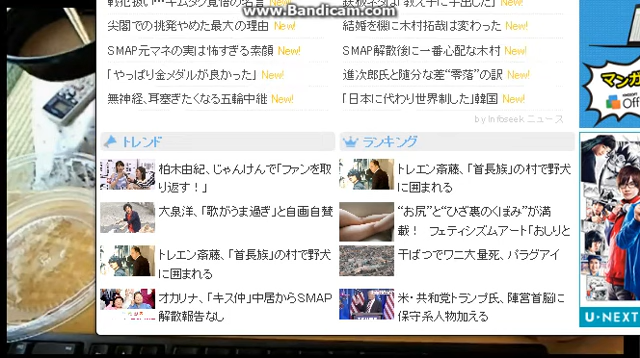 www.Bandicam.com
尖閣での挑発やめた最大の理由 New!
結婚を機に木村拓哉は変わった New!
SMAP元マネの実は怖すぎる素顔 New!
SMAP解散後に一番心配な木村 New!
「やっぱり金メダルが良かった」 New!
進次郎氏と随分な差“零落”の訳 New!
無神経、耳塞ぎたくなる五輪中継 New!
「日本に代わり世界制した」韓国 New!
by Infoseek ニュース
トレンド
柏木由紀、じゃんけんで「ファンを取
り返す!」
大泉洋、「歌がうま過ぎ」と自画自賛
トレエン斎藤、「首長族」の村で野犬
に囲まれる
オカリナ、「キス仲」中居からSMAP
解散報告なし
ランキング
トレエン斎藤、「首長族」の村で野犬
に囲まれる
“お尻”と“ひざ裏のくぼみ”が満
載! フェティシズムアート「おしりと
干ばつでワニ大量死、パラグアイ
米・共和党トランプ氏、陣営首脳に
保守系人物加える
マンガ
Off
U-NEXT